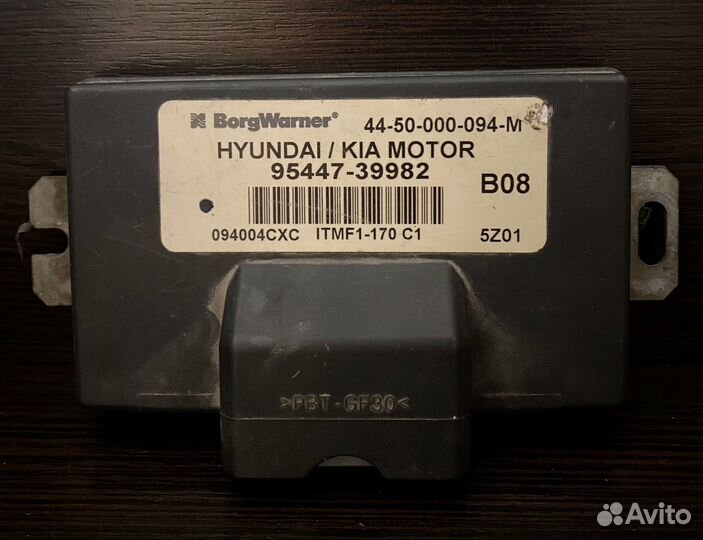 BorgWarner® 44-50-000-094-M
HYUNDAI / KIA MOTOR
95447-39982
B08
094004CXC ITMF1-170 C1 5Z01
>PBT-GF30<
Avito